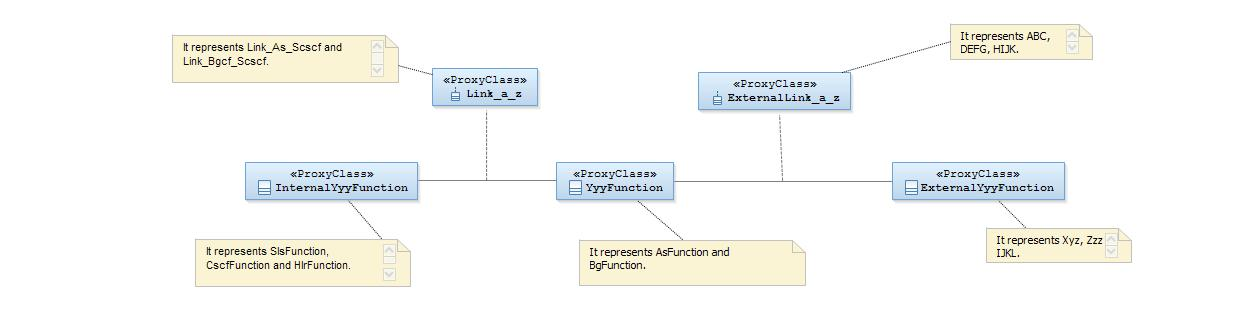 It represents Link_As_Scscf and
Link_Bgcf_Scscf.
It represents ABC,
DEFG, HIJK.
«ProxyClass»
Link_a_z
«ProxyClass»
ExternalLink_a_z
«ProxyClass»
InternalYyyFunction
«ProxyClass»
YyyFunction
«ProxyClass»
ExternalYyyFunction
It represents SlsFunction,
CscfFunction and HlrFunction.
It represents AsFunction and
BgFunction.
It represents Xyz, Zzz
IJKL.